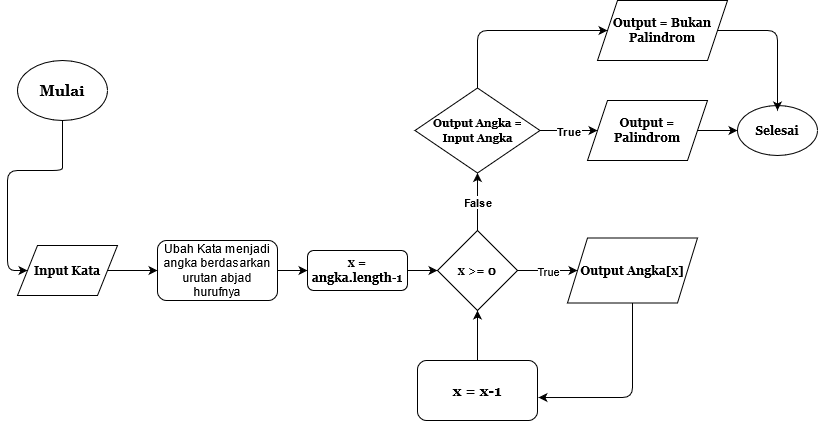 Mulai
Input Kata
Ubah Kata menjadi
angka berdasarkan
urutan abjad
hurufnya
x =
angka.length-1
x >= 0
True
Output Angka[x]
x = x-1
False
Output Angka =
Input Angka
True
Output =
Palindrom
Output = Bukan
Palindrom
Selesai